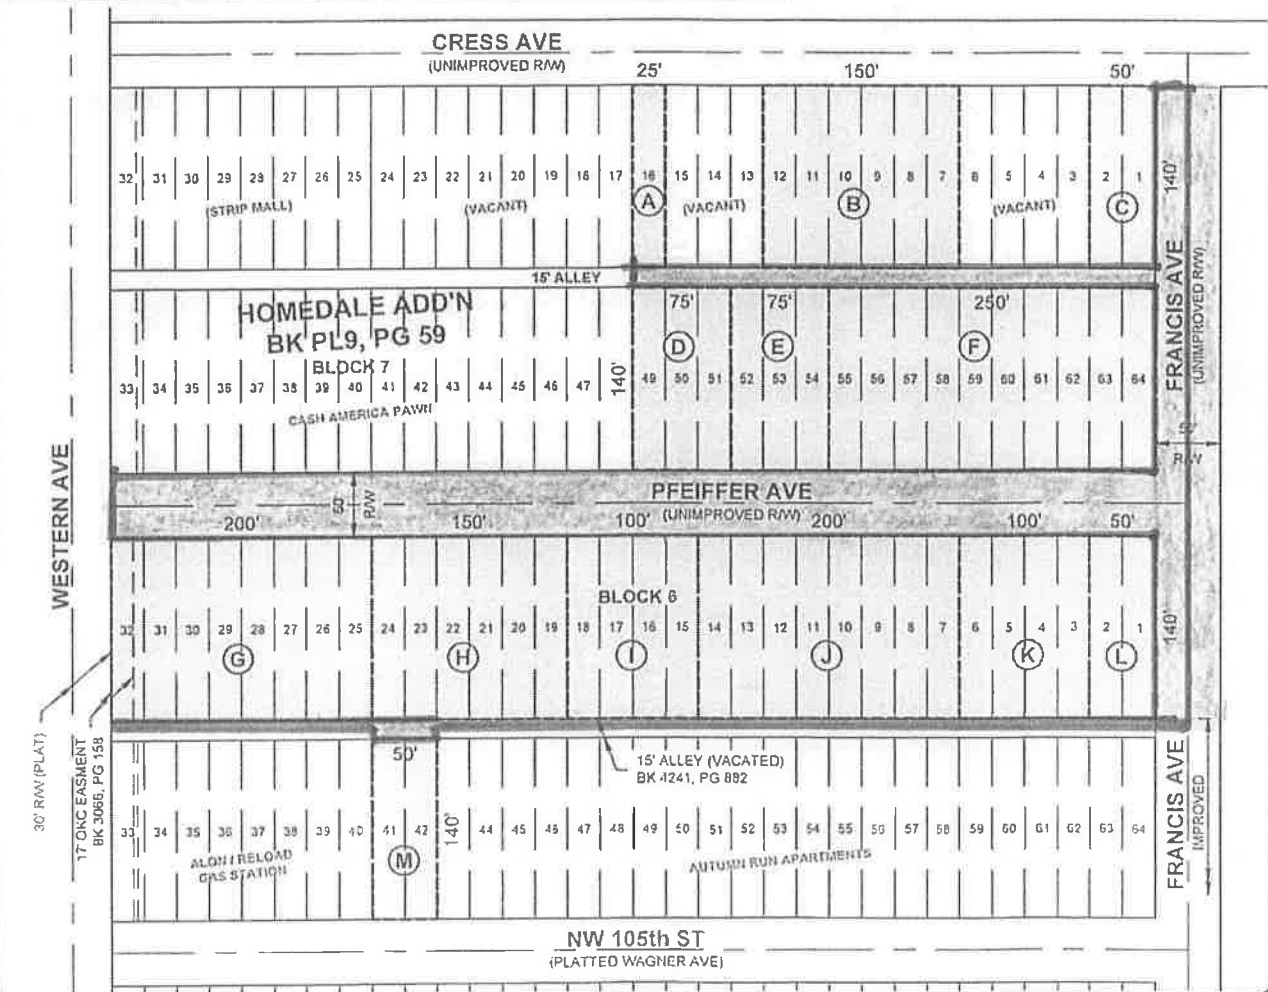 CRESS AVE
(UNIMPROVED R/W)
25' 150' 50'
32 31 30 29 28 27 26 25 24 23 22 21 20 19 18 17 16 15 14 13 12 11 10 9 8 7 6 5 4 3 2 1
140'
(STRIP MALL) (VACANT) A (VACANT) B (VACANT) C
15' ALLEY
FRANCIS AVE
(UNIMPROVED R/W)
HOMEDALE ADD'N
BK PL9, PG 59
BLOCK 7
75' 75' 250'
D E F
33 34 35 36 37 38 39 40 41 42 43 44 45 46 47 140' 49 50 51 52 53 54 55 56 57 58 59 60 61 62 63 64
CASH AMERICA PAWN
R/W
WESTERN AVE
PFEIFFER AVE
(UNIMPROVED R/W)
R/W
200' 150' 100' 200' 100' 50'
BLOCK 6
32 31 30 29 28 27 26 25 24 23 22 21 20 19 18 17 16 15 14 13 12 11 10 9 8 7 6 5 4 3 2 1
140'
G H I J K L
30' R/W (PLAT)
17' OKC EASMENT
BK 3066, PG 158
50'
15' ALLEY (VACATED)
BK 4241, PG 892
FRANCIS AVE
IMPROVED
33 34 35 36 37 38 39 40 41 42 140' 44 45 46 47 48 49 50 51 52 53 54 55 56 57 58 59 60 61 62 63 64
ALON / RELOAD
GAS STATION
M
AUTUMN RUN APARTMENTS
NW 105th ST
(PLATTED WAGNER AVE)